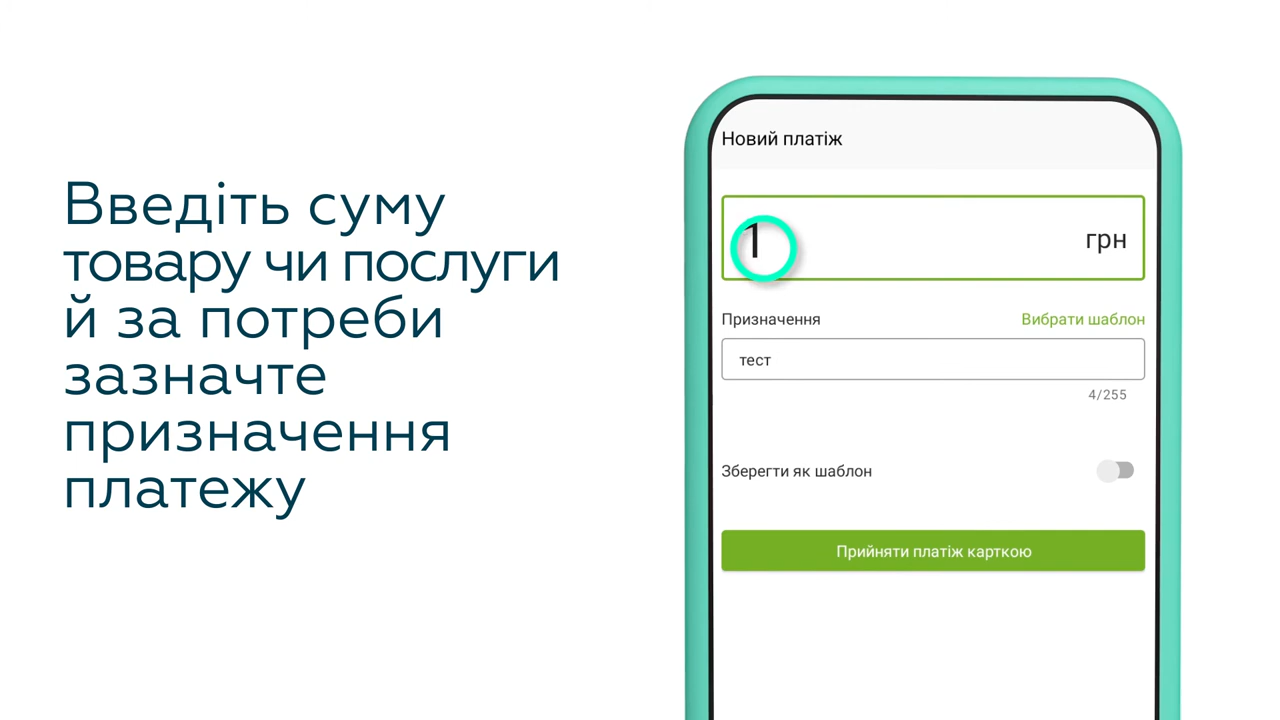 Введіть суму
товару чи послуги
й за потреби
зазначте
призначення
платежу
Новий платіж
1 грн
Призначення Вибрати шаблон
тест
4/255
Зберегти як шаблон
Прийняти платіж карткою